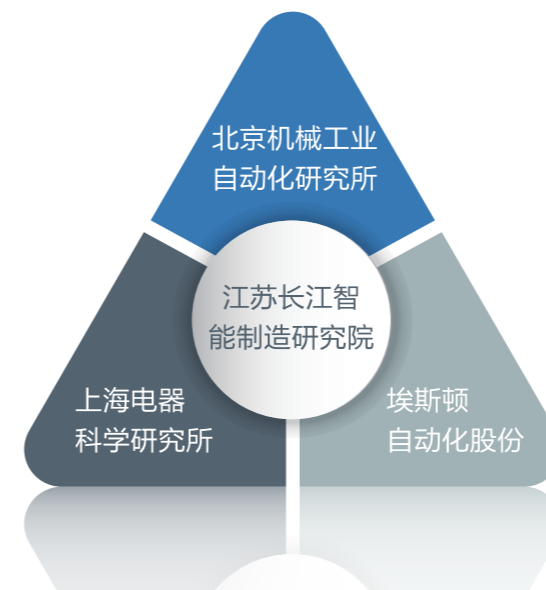 北京机械工业
自动化研究所
江苏长江智
能制造研究院
上海电器
科学研究所
埃斯顿
自动化股份